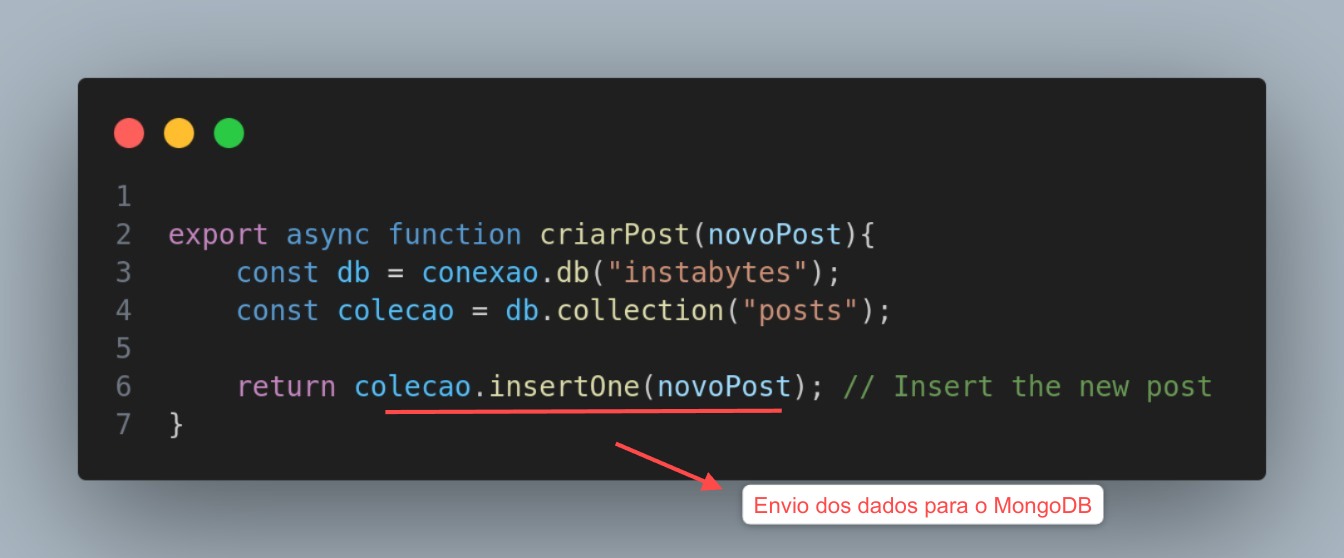 1
2 export async function criarPost(novoPost){
3     const db = conexao.db("instabytes");
4     const colecao = db.collection("posts");
5
6     return colecao.insertOne(novoPost); // Insert the new post
7 }
Envio dos dados para o MongoDB